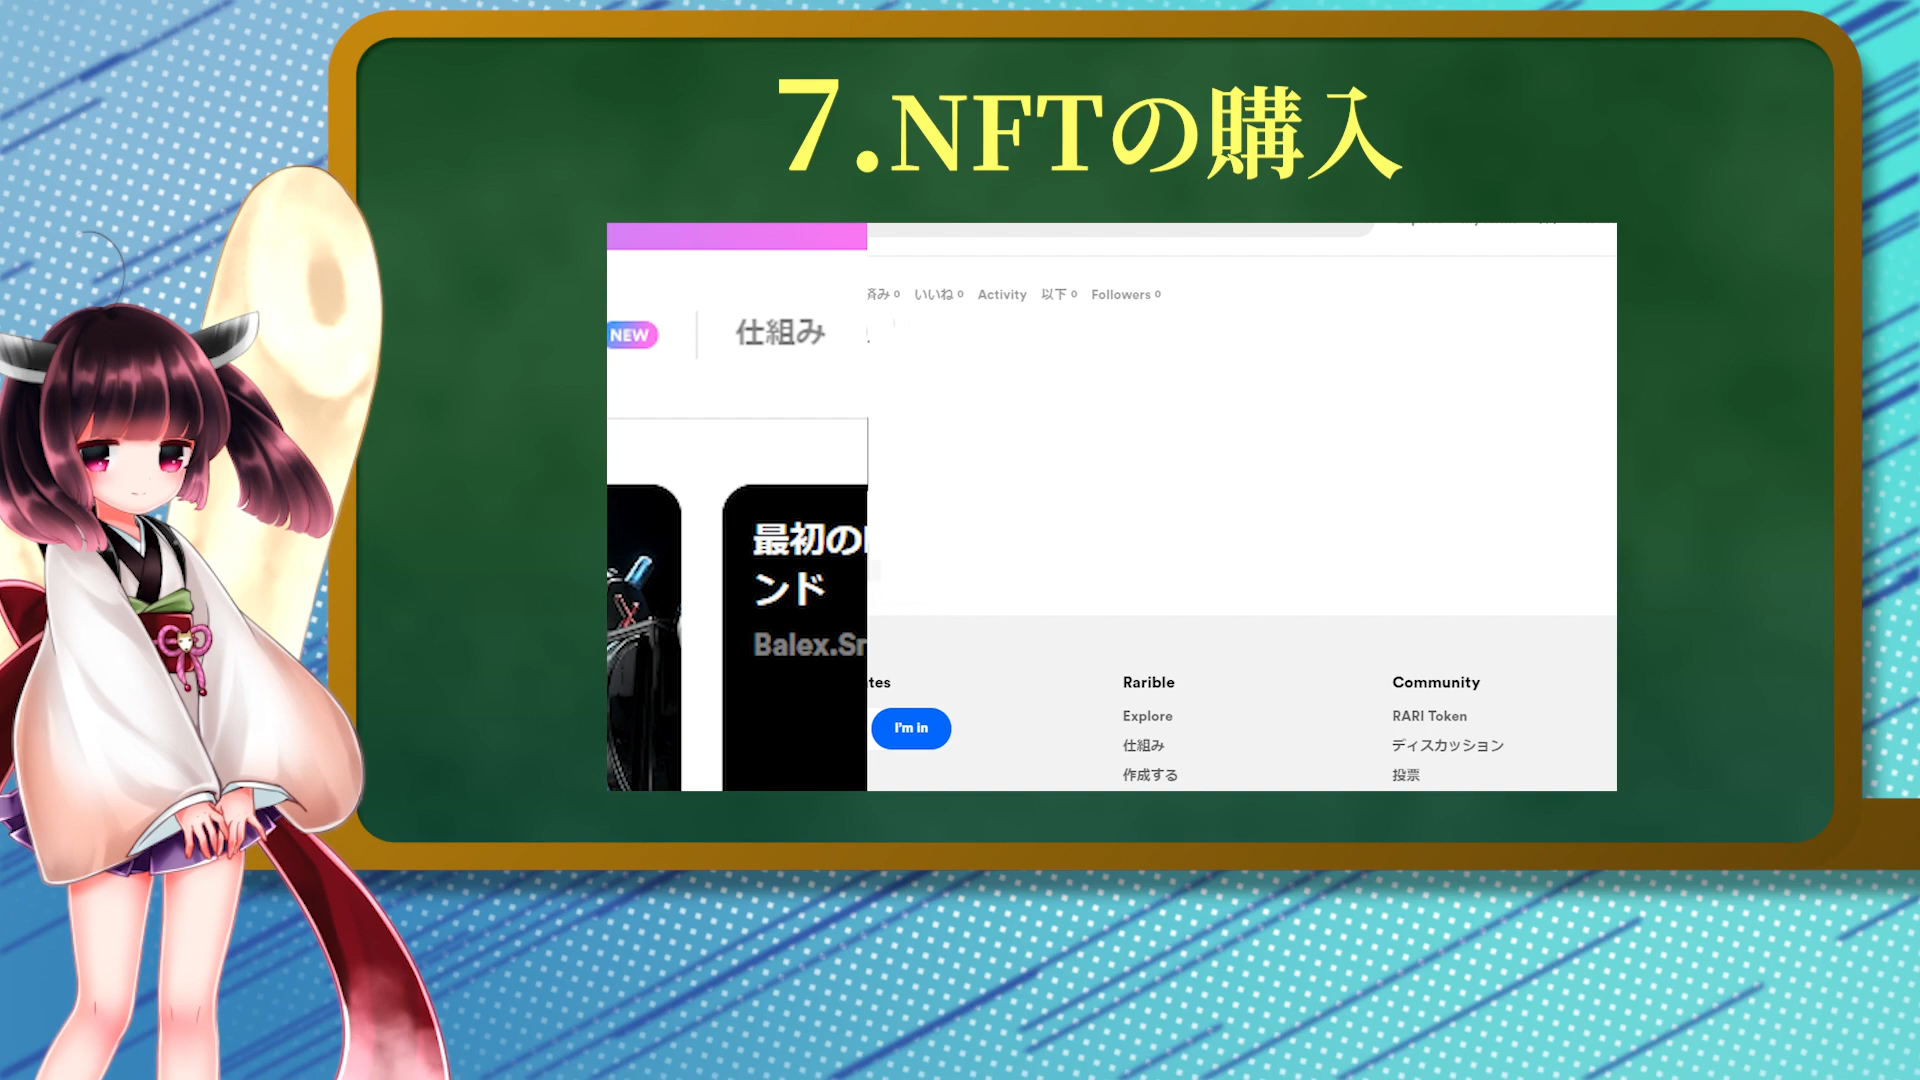 7.NFTの購入
済み 0 いいね 0 Activity 以下 0 Followers 0
NEW
仕組み
最初の
ンド
Balex.Sr
tes
I'm in
Rarible
Explore
仕組み
作成する
Community
RARI Token
ディスカッション
投票